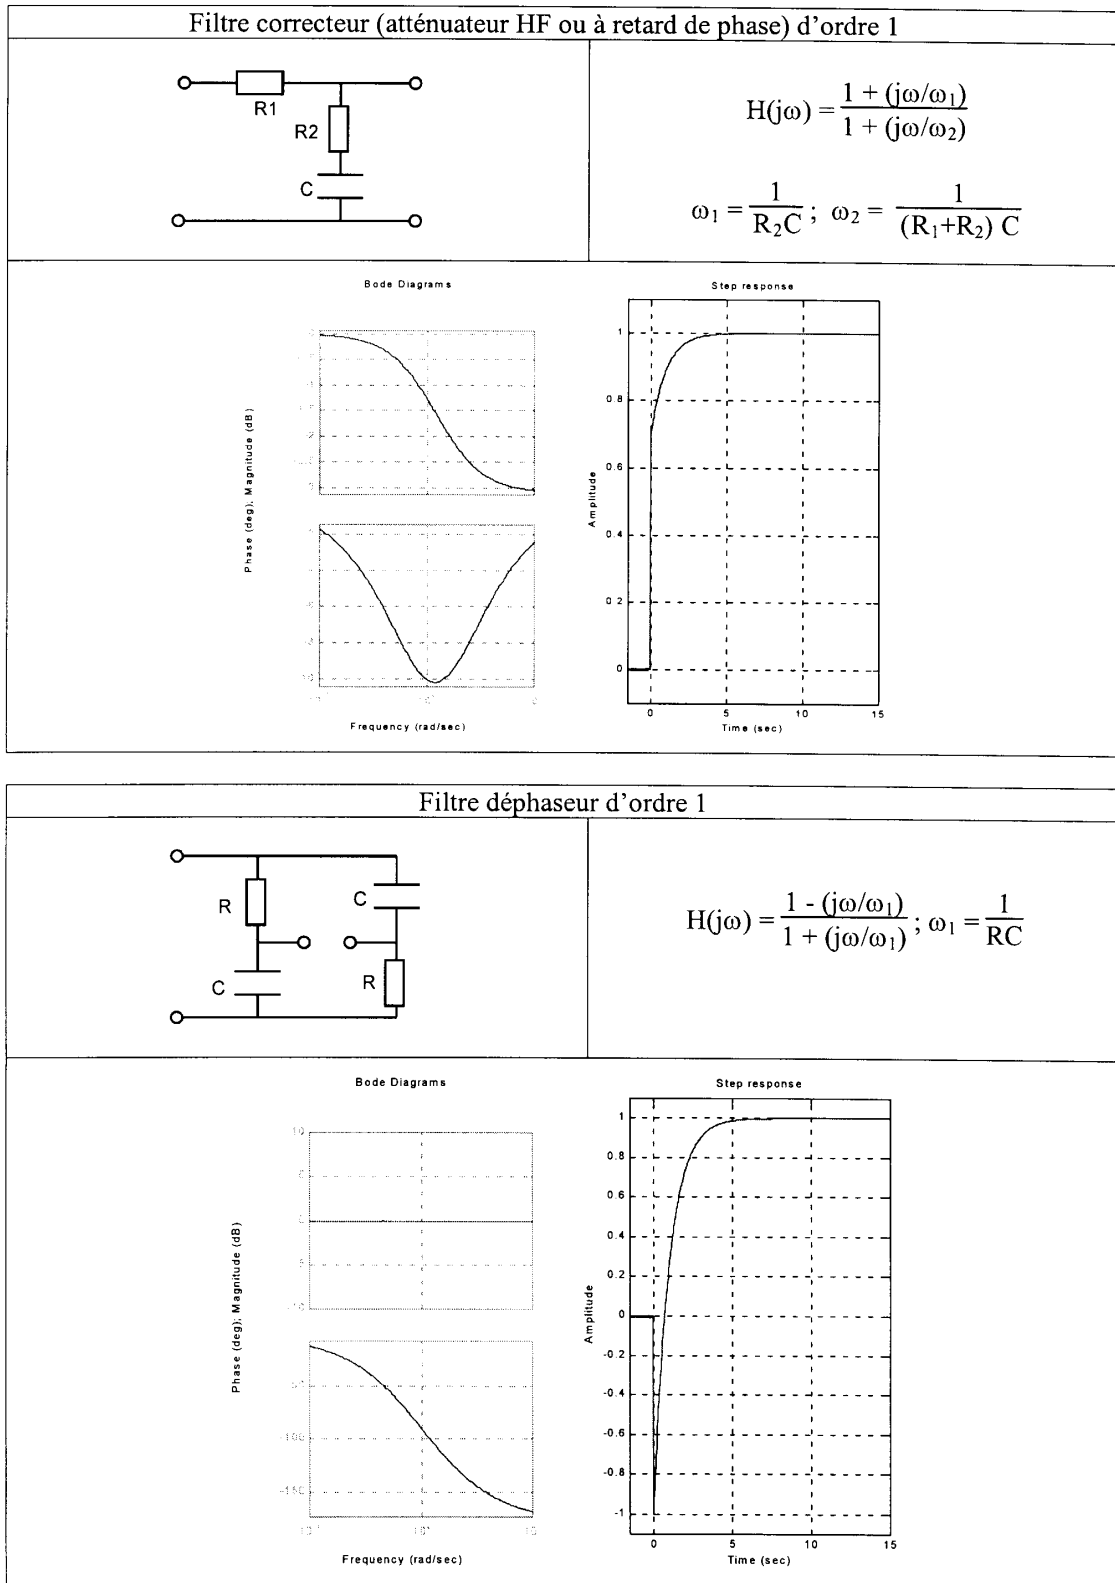 Filtre correcteur (atténuateur HF ou à retard de phase) d'ordre 1
R1
R2
C
H(jω) = 1 + (jω/ω₁) / 1 + (jω/ω₂)
ω₁ = 1 / R₂C ; ω₂ = 1 / (R₁+R₂) C
Bode Diagrams
Phase (deg); Magnitude (dB)
Frequency (rad/sec)
Step response
Amplitude
1
0.8
0.6
0.4
0.2
0
0 5 10 15
Time (sec)
Filtre déphaseur d'ordre 1
R
C
C
R
H(jω) = 1 - (jω/ω₁) / 1 + (jω/ω₁) ; ω₁ = 1 / RC
Bode Diagrams
Phase (deg); Magnitude (dB)
10
-100
-150
Frequency (rad/sec)
Step response
Amplitude
1
0.8
0.6
0.4
0.2
0
-0.2
-0.4
-0.6
-0.8
-1
0 5 10 15
Time (sec)